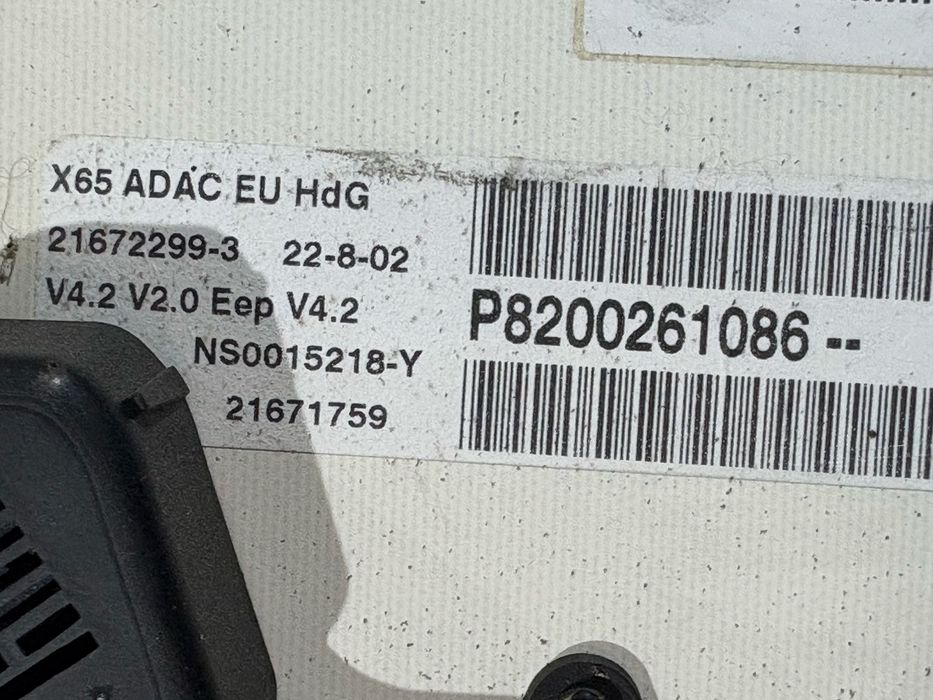 X65 ADAC EU HdG
21672299-3 22-8-02
V4.2 V2.0 Eep V4.2
NS0015218-Y
21671759
P8200261086--